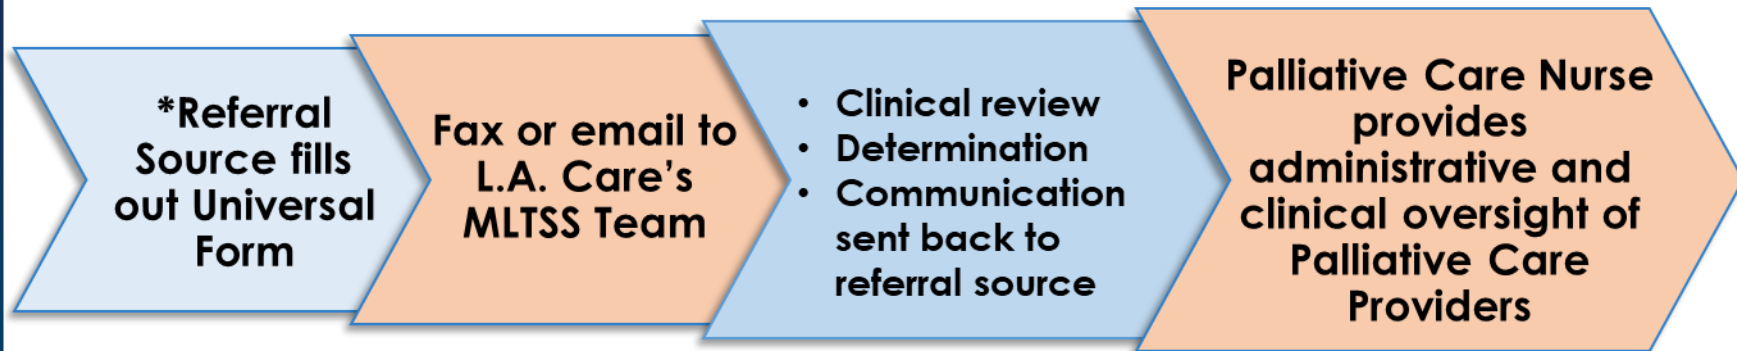 *Referral
Source fills
out Universal
Form
Fax or email to
L.A. Care’s
MLTSS Team
• Clinical review
• Determination
• Communication
sent back to
referral source
Palliative Care Nurse
provides
administrative and
clinical oversight of
Palliative Care
Providers